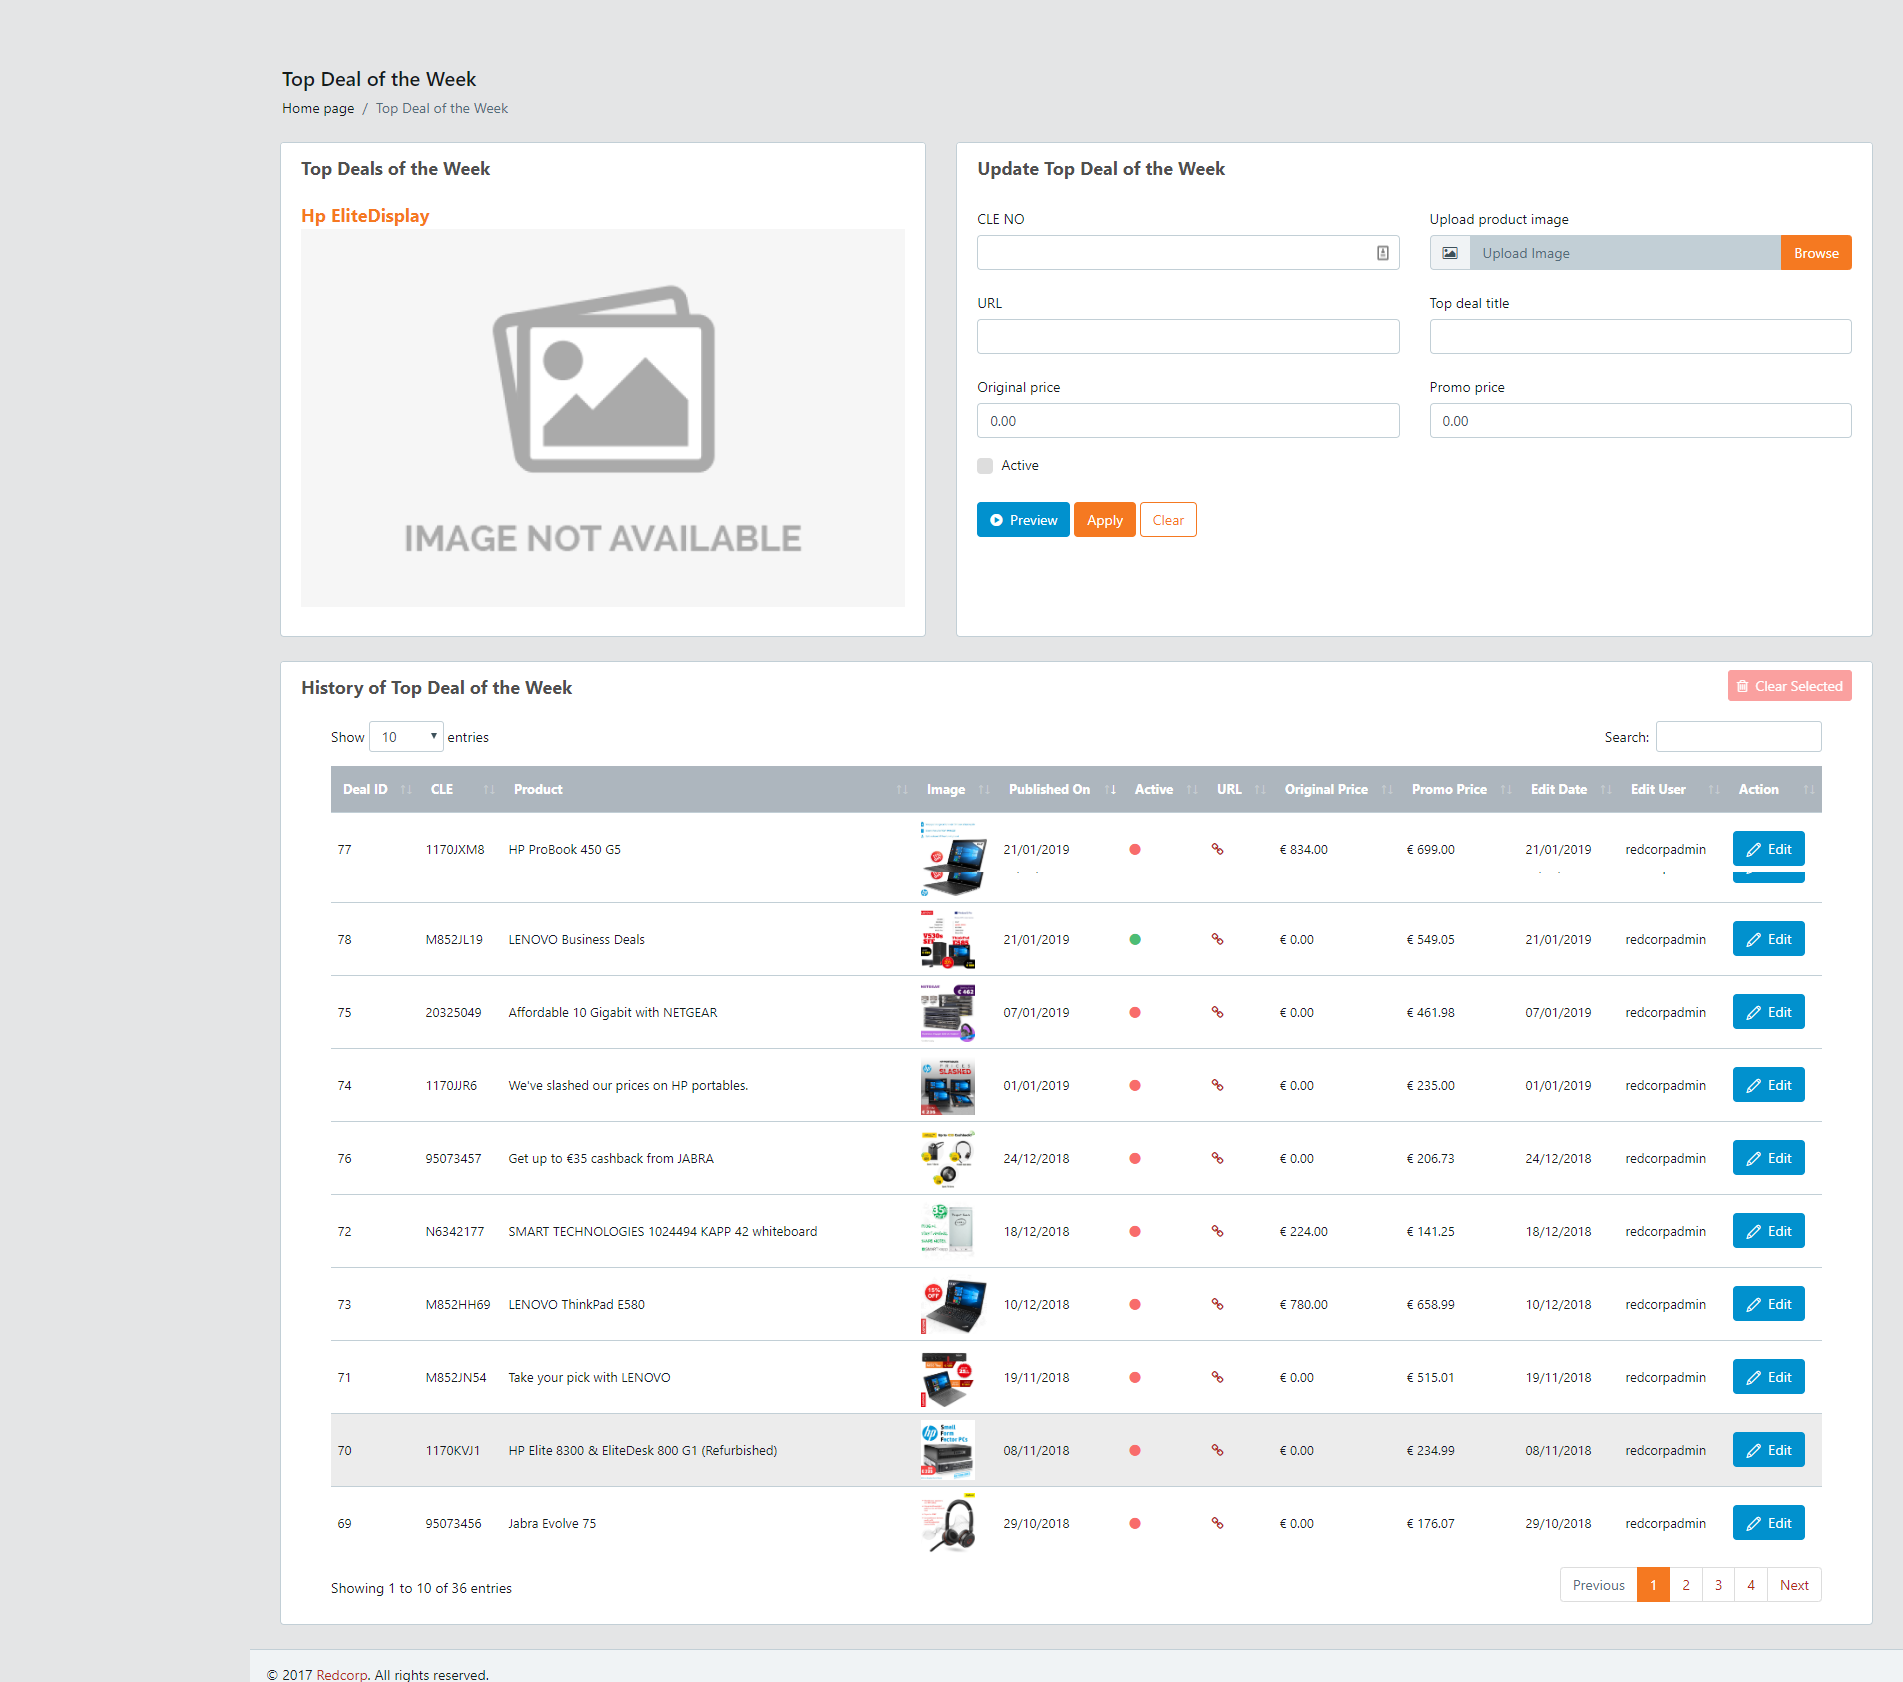 Top Deal of the Week
Home page / Top Deal of the Week
Top Deals of the Week
Hp EliteDisplay
IMAGE NOT AVAILABLE
Update Top Deal of the Week
CLE NO
Upload product image
Upload Image
Browse
URL
Top deal title
Original price
Promo price
0.00
0.00
Active
Preview
Apply
Clear
History of Top Deal of the Week
Clear Selected
Show 10 entries
Search:
Deal ID CLE Product Image Published On Active URL Original Price Promo Price Edit Date Edit User Action
77 1170JXM8 HP ProBook 450 G5 21/01/2019 € 834.00 € 699.00 21/01/2019 redcorpadmin Edit
78 M852JL19 LENOVO Business Deals 21/01/2019 € 0.00 € 549.05 21/01/2019 redcorpadmin Edit
75 20325049 Affordable 10 Gigabit with NETGEAR 07/01/2019 € 0.00 € 461.98 07/01/2019 redcorpadmin Edit
74 1170JJR6 We've slashed our prices on HP portables. 01/01/2019 € 0.00 € 235.00 01/01/2019 redcorpadmin Edit
76 95073457 Get up to €35 cashback from JABRA 24/12/2018 € 0.00 € 206.73 24/12/2018 redcorpadmin Edit
72 N6342177 SMART TECHNOLOGIES 1024494 KAPP 42 whiteboard 18/12/2018 € 224.00 € 141.25 18/12/2018 redcorpadmin Edit
73 M852HH69 LENOVO ThinkPad E580 10/12/2018 € 780.00 € 658.99 10/12/2018 redcorpadmin Edit
71 M852JN54 Take your pick with LENOVO 19/11/2018 € 0.00 € 515.01 19/11/2018 redcorpadmin Edit
70 1170KVJ1 HP Elite 8300 & EliteDesk 800 G1 (Refurbished) 08/11/2018 € 0.00 € 234.99 08/11/2018 redcorpadmin Edit
69 95073456 Jabra Evolve 75 29/10/2018 € 0.00 € 176.07 29/10/2018 redcorpadmin Edit
Showing 1 to 10 of 36 entries
Previous 1 2 3 4 Next
© 2017 Redcorp. All rights reserved.